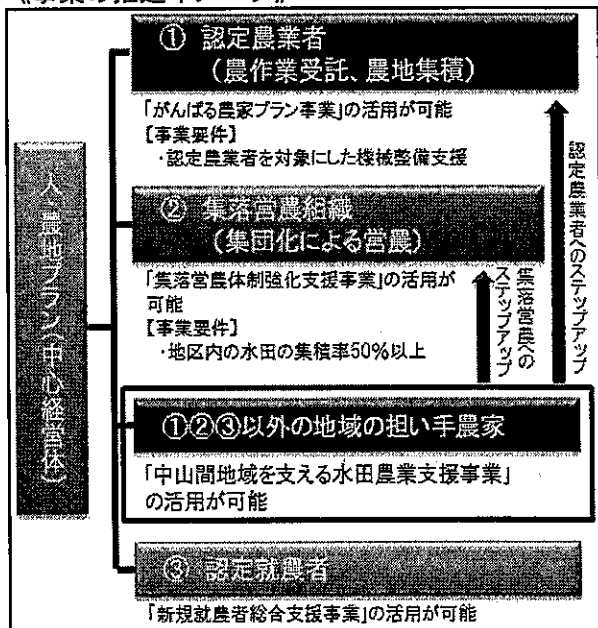 《事業の推進イメージ》
① 認定農業者
(農作業受託、農地集積)
「がんばる農家プラン事業」の活用が可能
【事業要件】
・認定農業者を対象にした機械整備支援
② 集落営農組織
(集団化による営農)
「集落営農体制強化支援事業」の活用が
可能
【事業要件】
・地区内の水田の集積率50%以上
①②③以外の地域の担い手農家
「中山間地域を支える水田農業支援事業」
の活用が可能
③ 認定就農者
「新規就農者総合支援事業」の活用が可能
人・農地プラン(中心経営体)
集落営農への
ステップアップ
認定農業者へのステップアップ